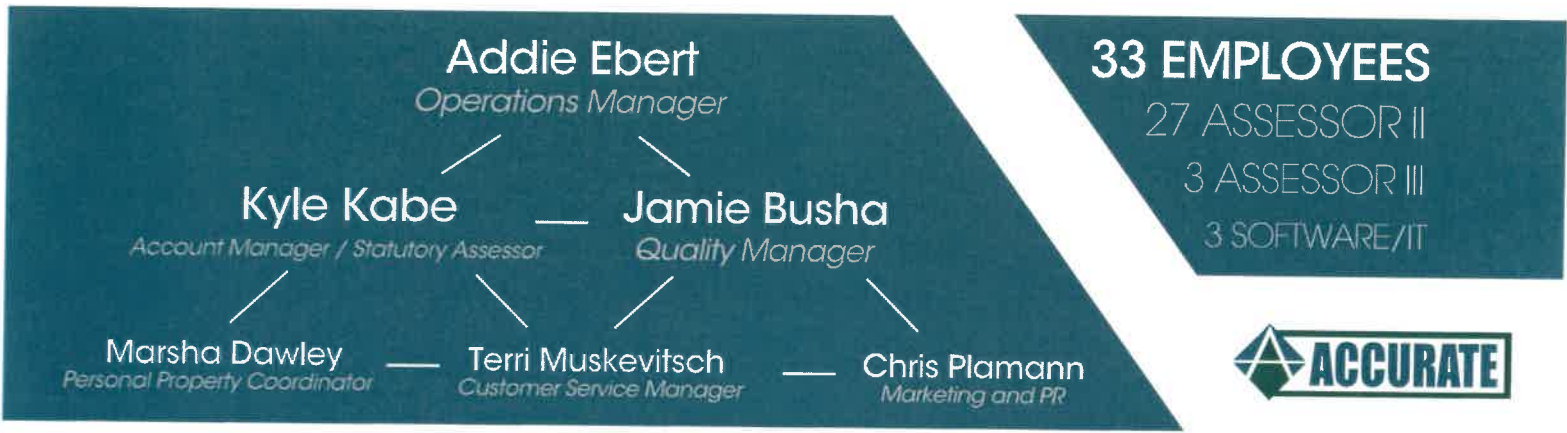 Addie Ebert
Operations Manager
Kyle Kabe
Account Manager / Statutory Assessor
Jamie Busha
Quality Manager
Marsha Dawley
Personal Property Coordinator
Terri Muskevitsch
Customer Service Manager
Chris Plamann
Marketing and PR
33 EMPLOYEES
27 ASSESSOR II
3 ASSESSOR III
3 SOFTWARE/IT
ACCURATE